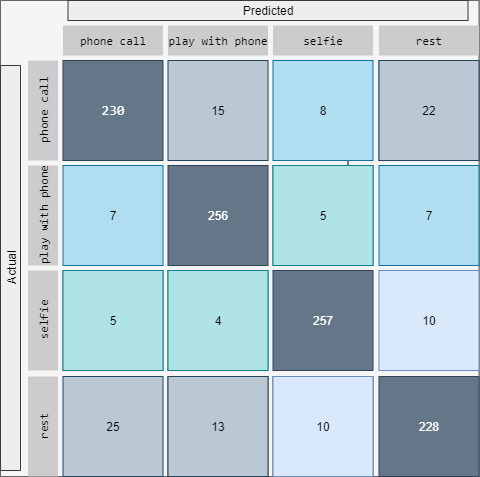 Predicted
phone call play with phone selfie rest
Actual
phone call 230 15 8 22
play with phone 7 256 5 7
selfie 5 4 257 10
rest 25 13 10 228